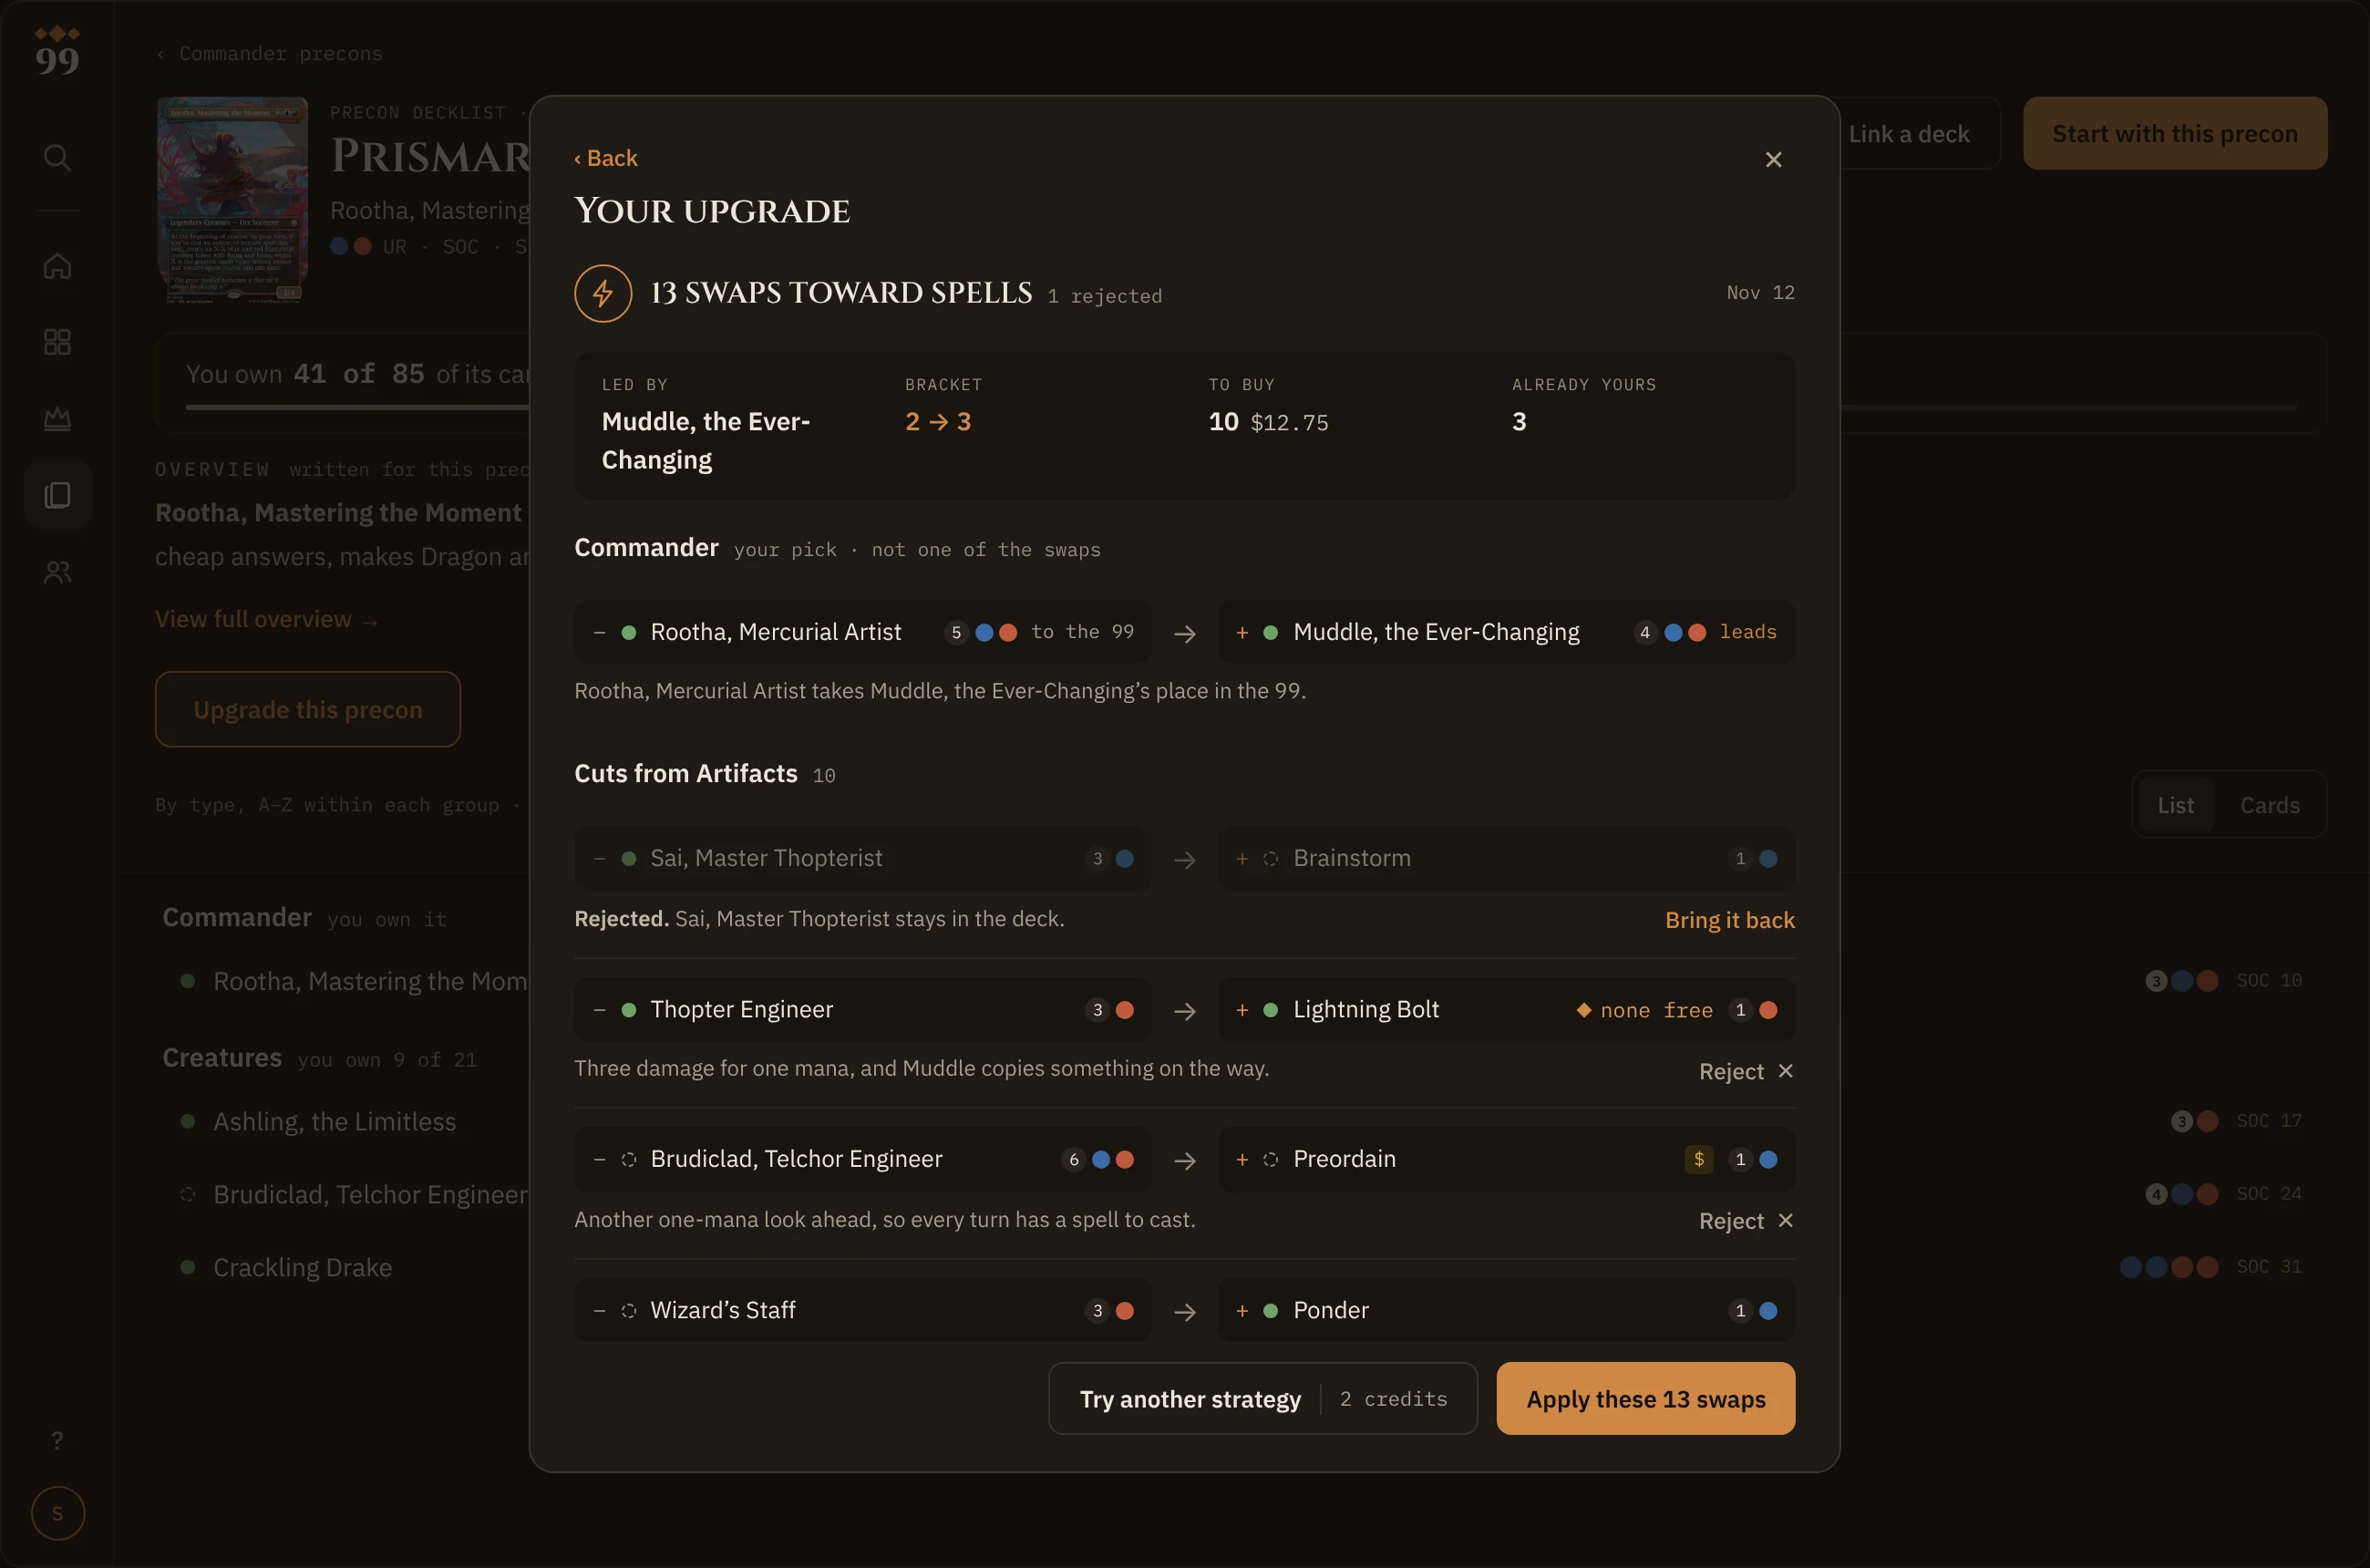 99
‹ Commander precons
PRECON DECKLIST ·
PRISMAR
Rootha, Mastering
UR · SOC · S
Link a deck
Start with this precon
You own 41 of 85 of its car
OVERVIEW written for this prec
Rootha, Mastering the Moment
cheap answers, makes Dragon ar
View full overview →
Upgrade this precon
By type, A–Z within each group ·
List
Cards
Commander you own it
Rootha, Mastering the Mom
3 SOC 10
Creatures you own 9 of 21
Ashling, the Limitless
3 SOC 17
Brudiclad, Telchor Engineer
4 SOC 24
Crackling Drake
SOC 31
?
S
‹ Back
×
YOUR UPGRADE
13 SWAPS TOWARD SPELLS 1 rejected
Nov 12
LED BY
Muddle, the Ever-
Changing
BRACKET
2 → 3
TO BUY
10 $12.75
ALREADY YOURS
3
Commander your pick · not one of the swaps
− Rootha, Mercurial Artist 5 to the 99
→
+ Muddle, the Ever-Changing 4 leads
Rootha, Mercurial Artist takes Muddle, the Ever-Changing’s place in the 99.
Cuts from Artifacts 10
− Sai, Master Thopterist 3
→
+ Brainstorm 1
Rejected. Sai, Master Thopterist stays in the deck.
Bring it back
− Thopter Engineer 3
→
+ Lightning Bolt ◆ none free 1
Three damage for one mana, and Muddle copies something on the way.
Reject ×
− Brudiclad, Telchor Engineer 6
→
+ Preordain $ 1
Another one-mana look ahead, so every turn has a spell to cast.
Reject ×
− Wizard’s Staff 3
→
+ Ponder 1
Try another strategy | 2 credits
Apply these 13 swaps